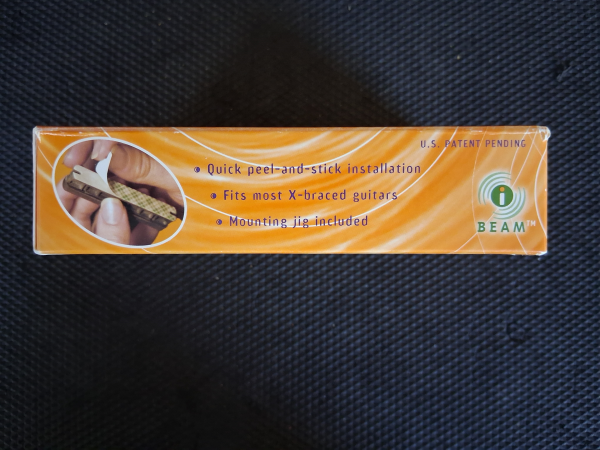 U.S. PATENT PENDING
Quick peel-and-stick installation
Fits most X-braced guitars
Mounting jig included
i
BEAM™